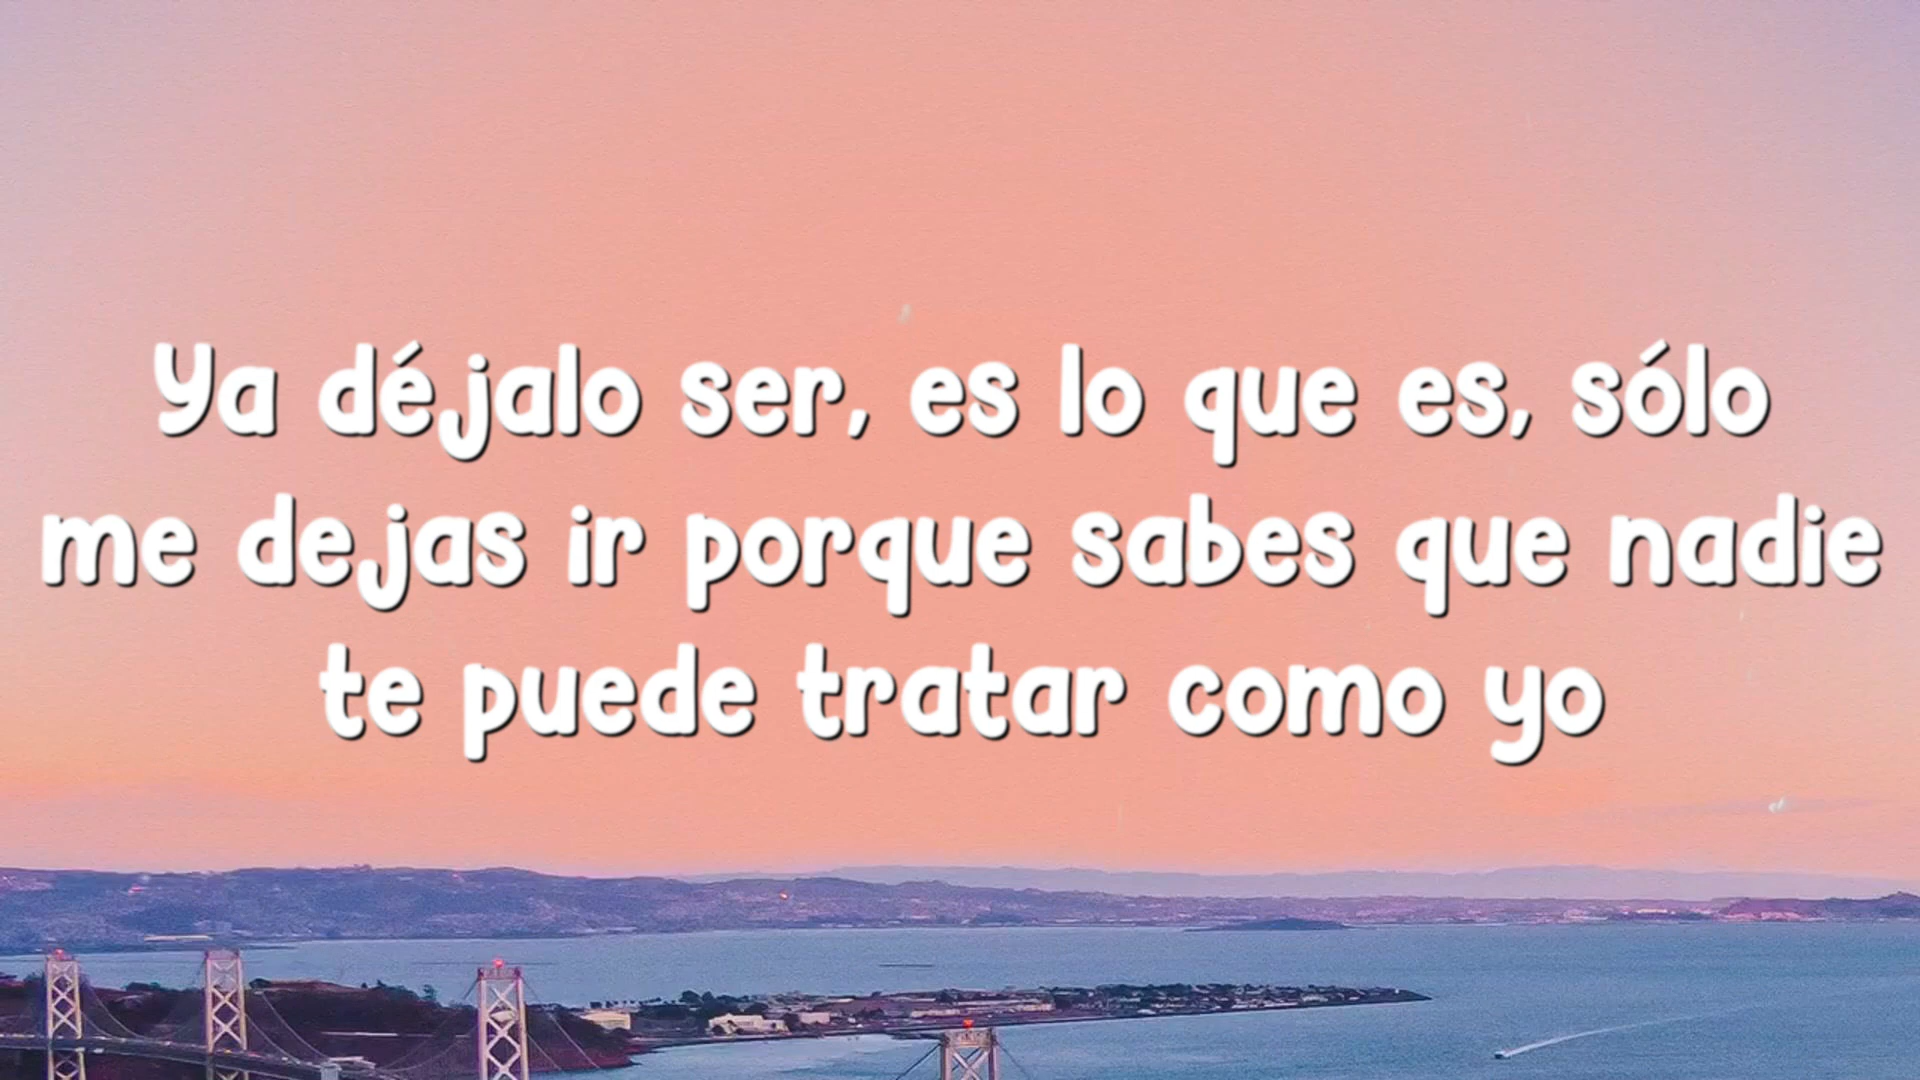 Ya déjalo ser, es lo que es, sólo
me dejas ir porque sabes que nadie
te puede tratar como yo